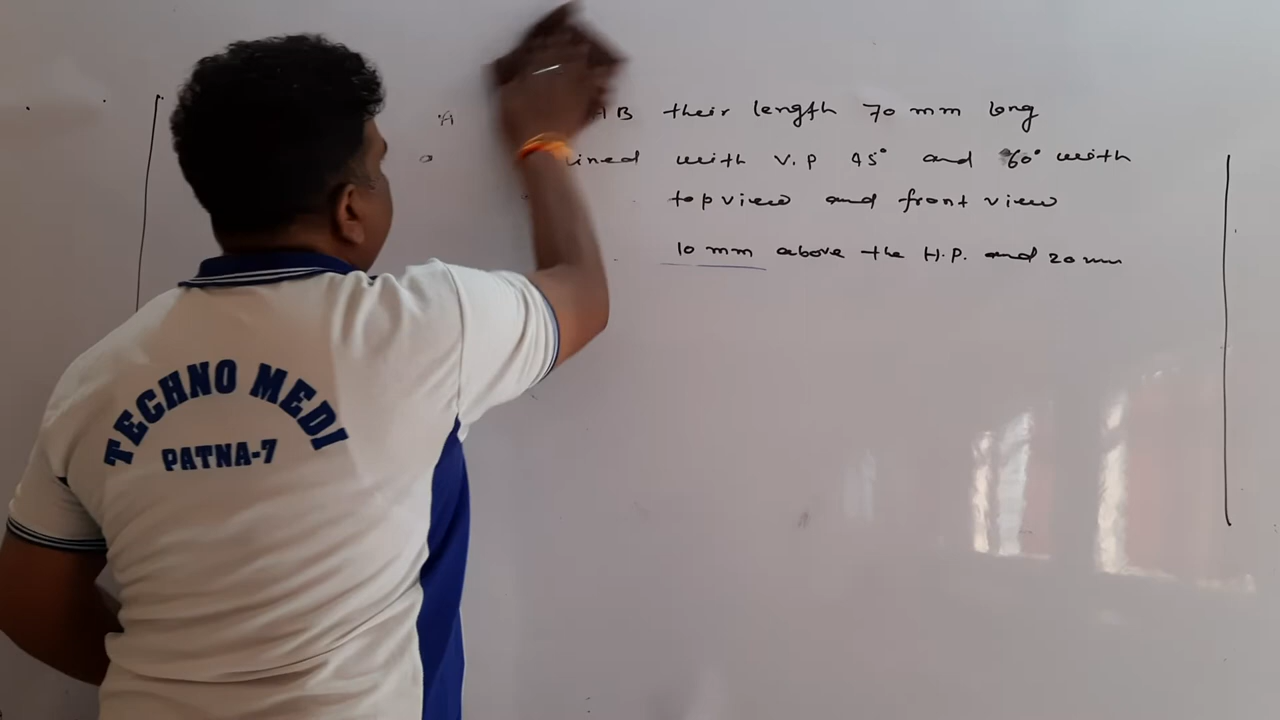 AB their length 70 mm long
ined with V.P 45° and 60° with
top view and front view
10 mm above the H.P. and 20 mm
TECHNO MEDI
PATNA-7